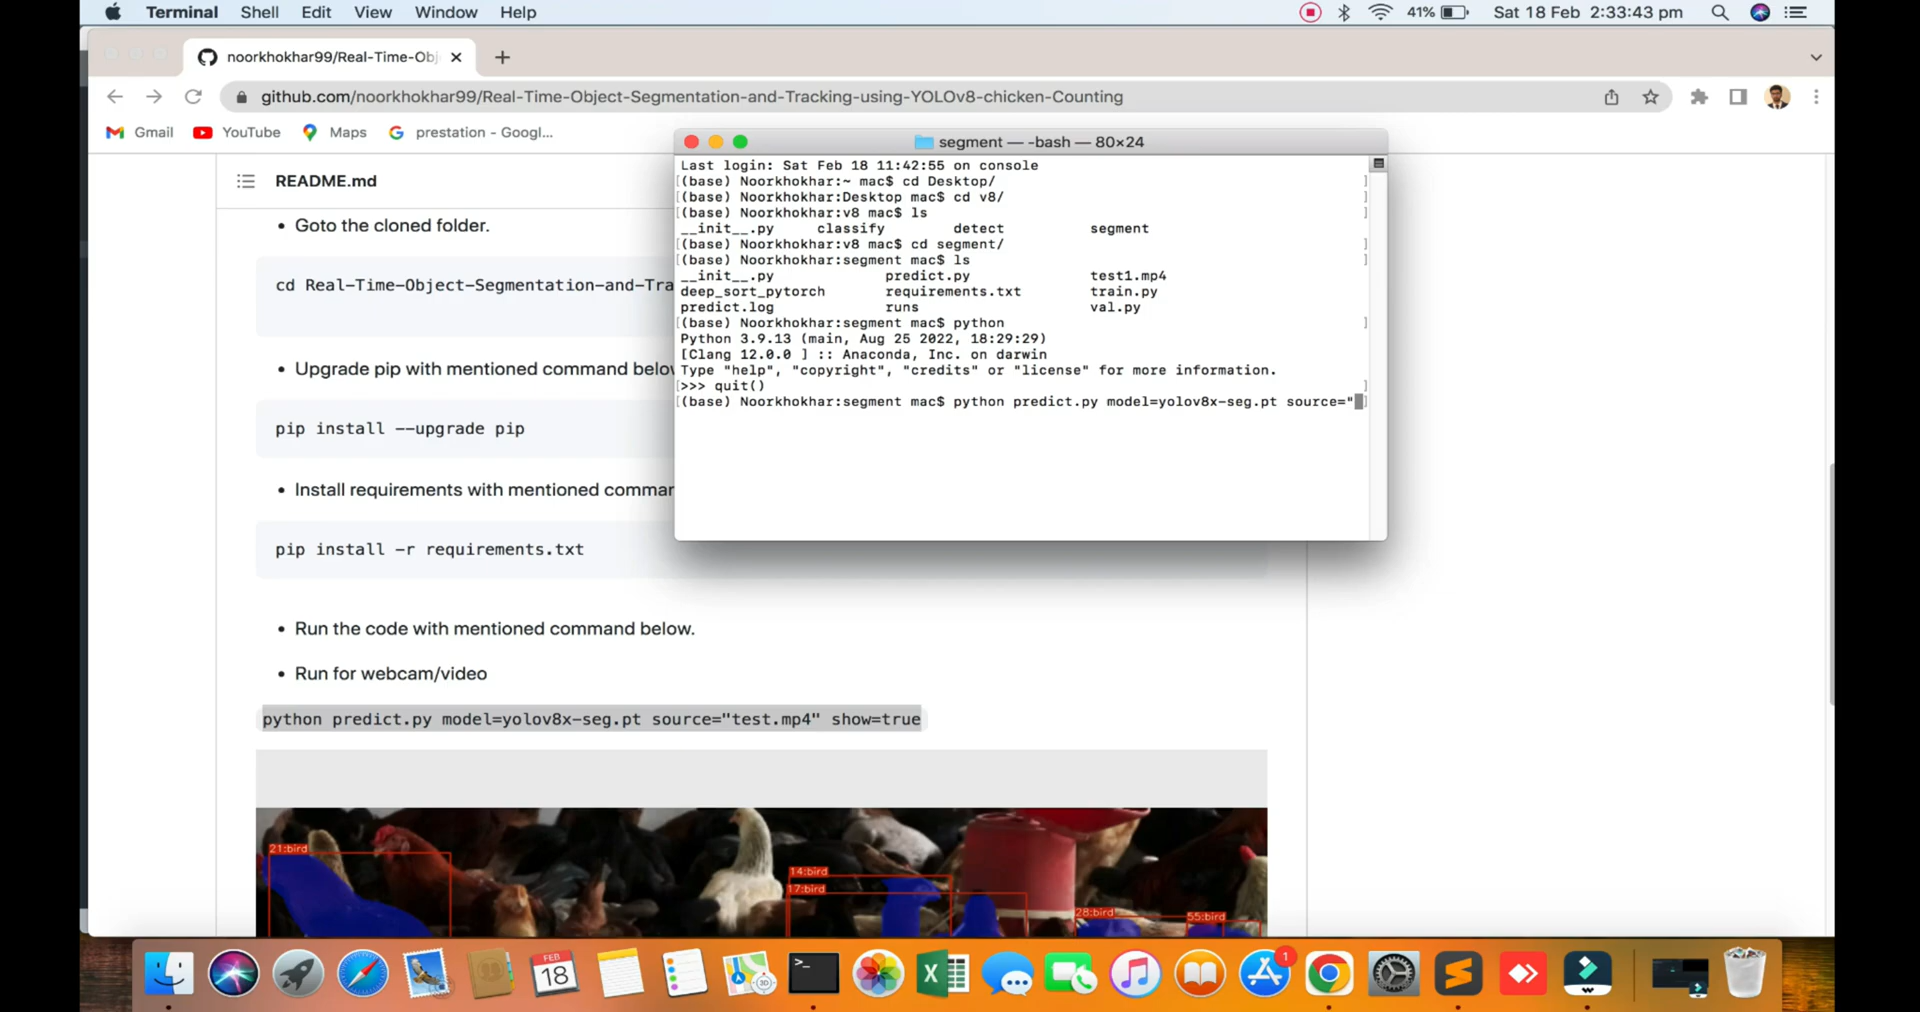 Terminal Shell Edit View Window Help 41% Sat 18 Feb 2:33:43 pm
noorkhokhar99/Real-Time-Obj
github.com/noorkhokhar99/Real-Time-Object-Segmentation-and-Tracking-using-YOLOv8-chicken-Counting
Gmail YouTube Maps prestation - Googl...
segment — -bash — 80×24
Last login: Sat Feb 18 11:42:55 on console
[(base) Noorkhokhar:~ mac$ cd Desktop/ ]
[(base) Noorkhokhar:Desktop mac$ cd v8/ ]
[(base) Noorkhokhar:v8 mac$ ls ]
__init__.py classify detect segment
[(base) Noorkhokhar:v8 mac$ cd segment/ ]
[(base) Noorkhokhar:segment mac$ ls ]
__init__.py predict.py test1.mp4
deep_sort_pytorch requirements.txt train.py
predict.log runs val.py
[(base) Noorkhokhar:segment mac$ python ]
Python 3.9.13 (main, Aug 25 2022, 18:29:29)
[Clang 12.0.0 ] :: Anaconda, Inc. on darwin
Type "help", "copyright", "credits" or "license" for more information.
[>>> quit() ]
[(base) Noorkhokhar:segment mac$ python predict.py model=yolov8x-seg.pt source=" ]
README.md
• Goto the cloned folder.
cd Real-Time-Object-Segmentation-and-Tra
• Upgrade pip with mentioned command below
pip install --upgrade pip
• Install requirements with mentioned comman
pip install -r requirements.txt
• Run the code with mentioned command below.
• Run for webcam/video
python predict.py model=yolov8x-seg.pt source="test.mp4" show=true
21:bird
14:bird
17:bird
28:bird
55:bird
FEB
18
>_
3D
X
1